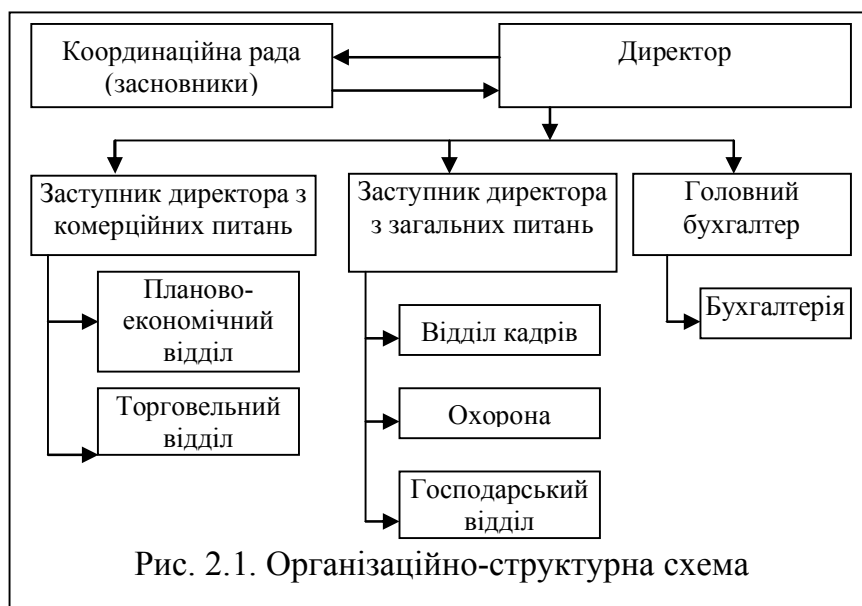 Координаційна рада
(засновники)
Директор
Заступник директора з
комерційних питань
Заступник директора
з загальних питань
Головний
бухгалтер
Планово-
економічний
відділ
Торговельний
відділ
Відділ кадрів
Охорона
Господарський
відділ
Бухгалтерія
Рис. 2.1. Організаційно-структурна схема